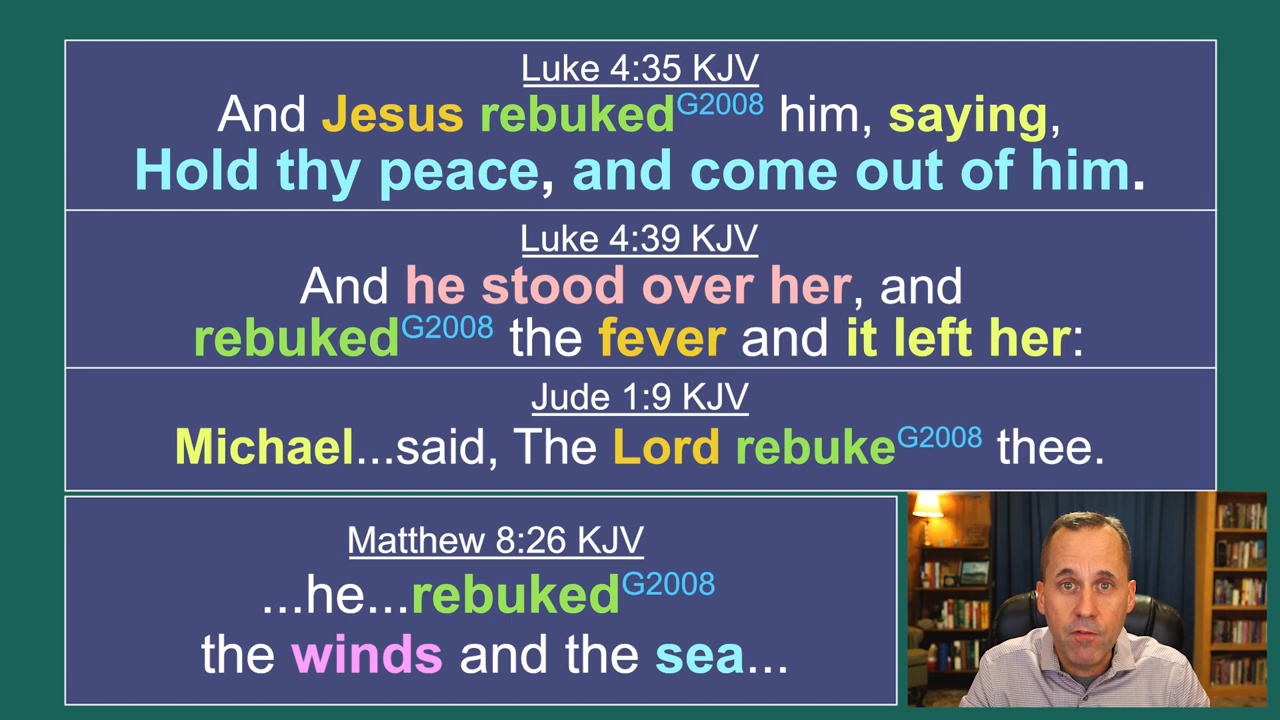 Luke 4:35 KJV
And Jesus rebukedG2008 him, saying,
Hold thy peace, and come out of him.
Luke 4:39 KJV
And he stood over her, and
rebukedG2008 the fever and it left her:
Jude 1:9 KJV
Michael...said, The Lord rebukeG2008 thee.
Matthew 8:26 KJV
...he...rebukedG2008
the winds and the sea...